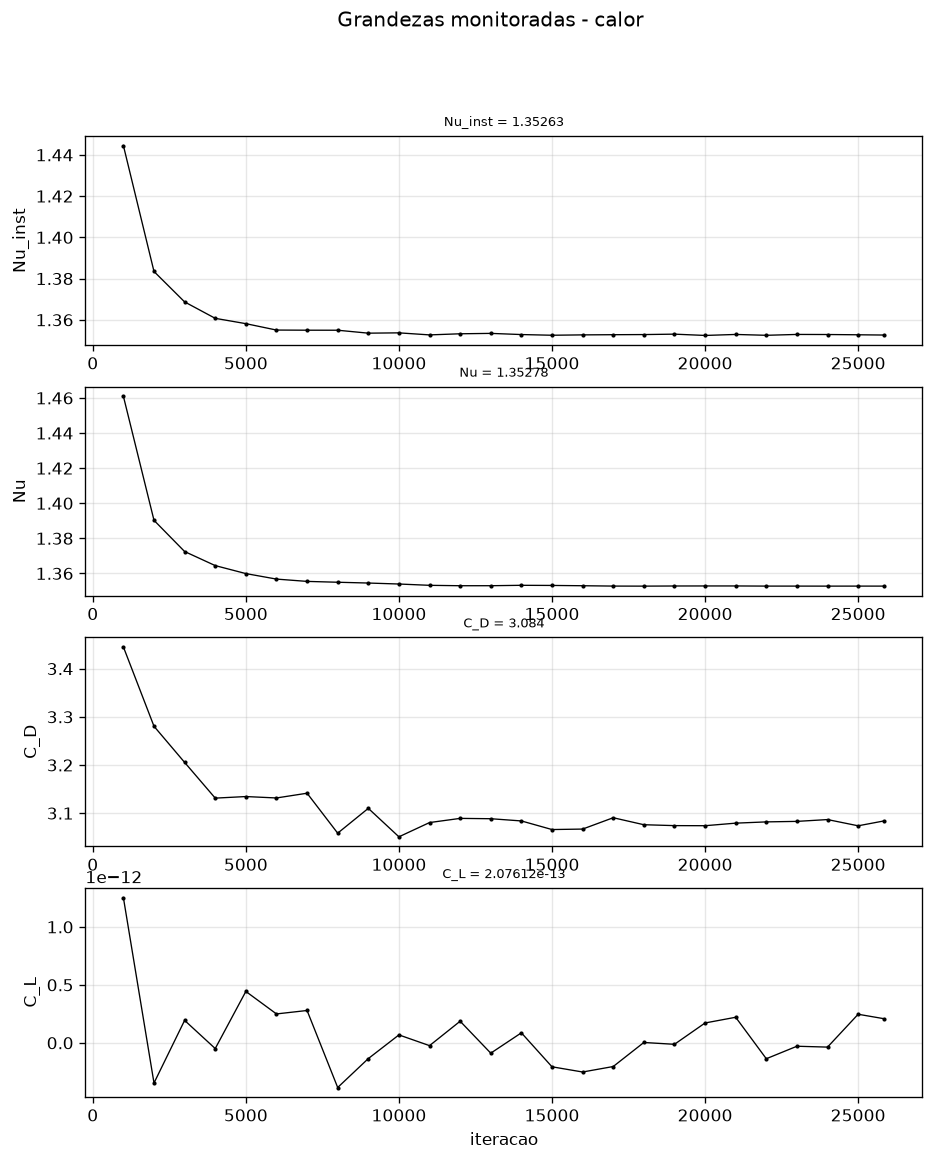 Grandezas monitoradas - calor
Nu_inst = 1.35263
1.44
1.42
1.40
1.38
1.36
Nu_inst
0 5000 10000 15000 20000 25000
Nu = 1.35278
1.46
1.44
1.42
1.40
1.38
1.36
Nu
0 5000 10000 15000 20000 25000
C_D = 3.084
3.4
3.3
3.2
3.1
C_D
0 5000 10000 15000 20000 25000
1e−12
C_L = 2.07612e-13
1.0
0.5
0.0
C_L
0 5000 10000 15000 20000 25000
iteracao